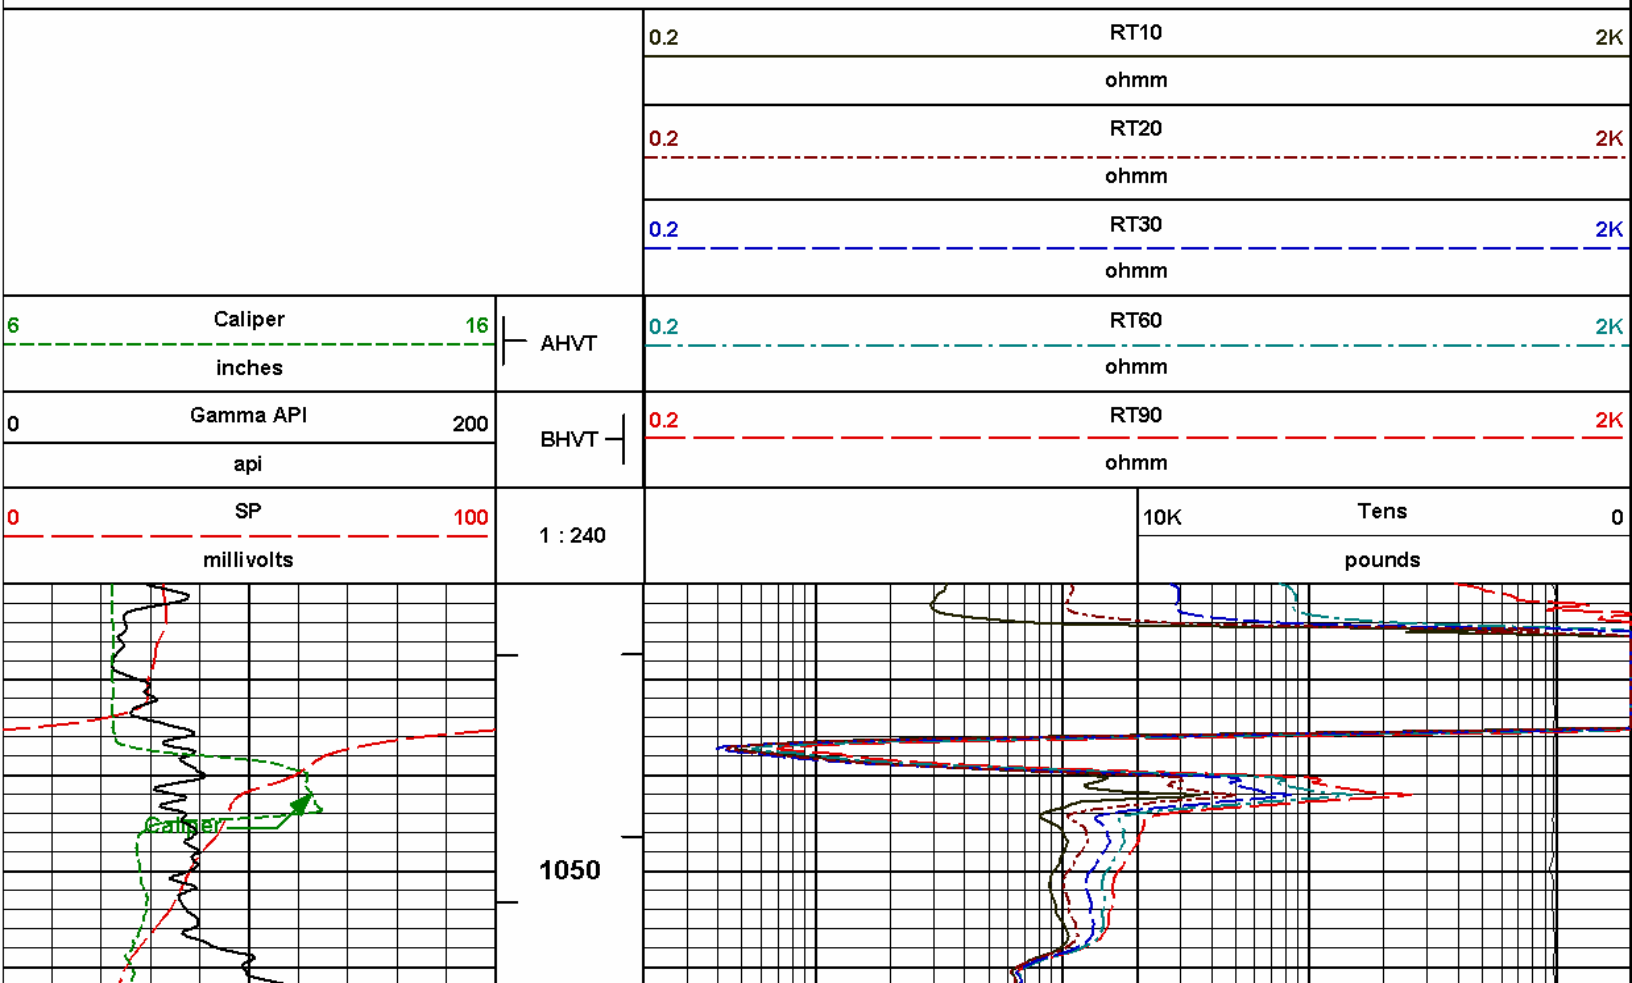 0.2 RT10 2K
ohmm
0.2 RT20 2K
ohmm
0.2 RT30 2K
ohmm
6 Caliper 16
inches
AHVT
0.2 RT60 2K
ohmm
0 Gamma API 200
api
BHVT
0.2 RT90 2K
ohmm
0 SP 100
millivolts
1 : 240
10K Tens 0
pounds
Caliper
1050